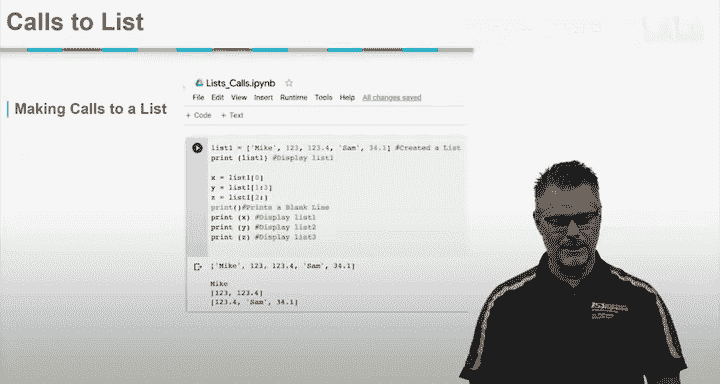 Calls to List
Making Calls to a List
Lists_Calls.ipynb
File Edit View Insert Runtime Tools Help All changes saved
+ Code + Text
list1 = ['Mike', 123, 123.4, 'Sam', 34.1] #Created a List
print (list1) #Display list1
x = list1[0]
y = list1[1:3]
z = list1[2:]
print()#Prints a Blank Line
print (x) #Display list1
print (y) #Display list2
print (z) #Display list3
['Mike', 123, 123.4, 'Sam', 34.1]
Mike
[123, 123.4]
[123.4, 'Sam', 34.1]